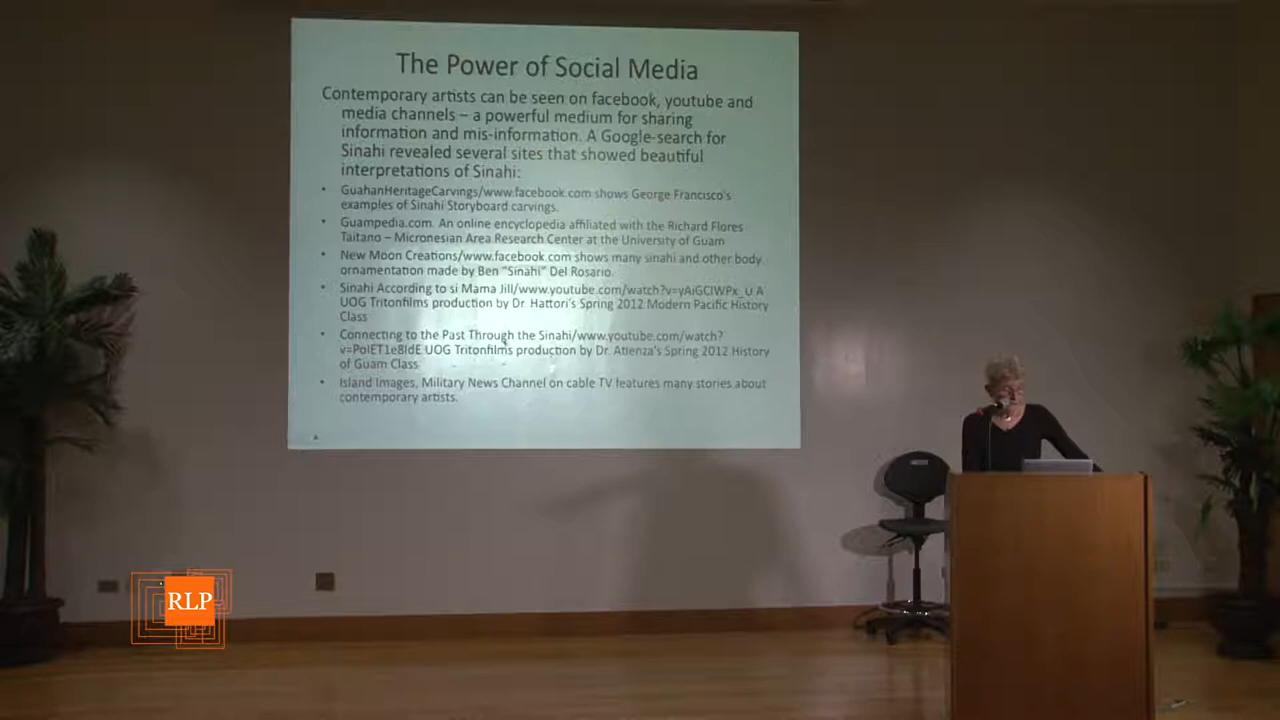 The Power of Social Media
Contemporary artists can be seen on facebook, youtube and
media channels – a powerful medium for sharing
information and mis-information. A Google-search for
Sinahi revealed several sites that showed beautiful
interpretations of Sinahi:
• GuahanHeritageCarvings/www.facebook.com shows George Francisco's
examples of Sinahi Storyboard carvings.
• Guampedia.com. An online encyclopedia affiliated with the Richard Flores
Taitano – Micronesian Area Research Center at the University of Guam
• New Moon Creations/www.facebook.com shows many sinahi and other body
ornamentation made by Ben "Sinahi" Del Rosario.
• Sinahi According to si Mama Jill/www.youtube.com/watch?v=yAiGCIWPx_U A
UOG Tritonfilms production by Dr. Hattori's Spring 2012 Modern Pacific History
Class
• Connecting to the Past Through the Sinahi/www.youtube.com/watch?
v=PolET1e8IdE UOG Tritonfilms production by Dr. Atienza's Spring 2012 History
of Guam Class
• Island Images, Military News Channel on cable TV features many stories about
contemporary artists.
RLP